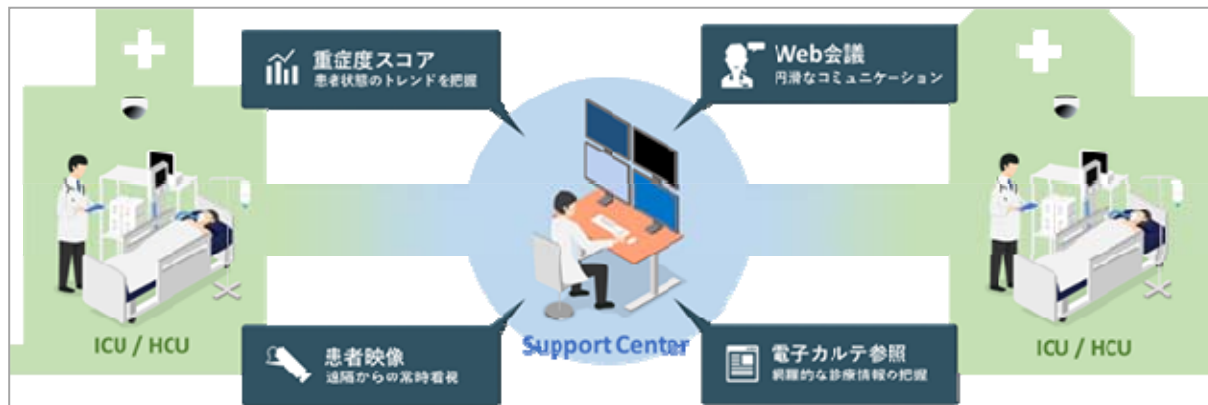 重症度スコア
患者状態のトレンドを把握
Web会議
円滑なコミュニケーション
ICU / HCU
患者映像
遠隔からの常時看視
Support Center
電子カルテ参照
網羅的な診療情報の把握
ICU / HCU